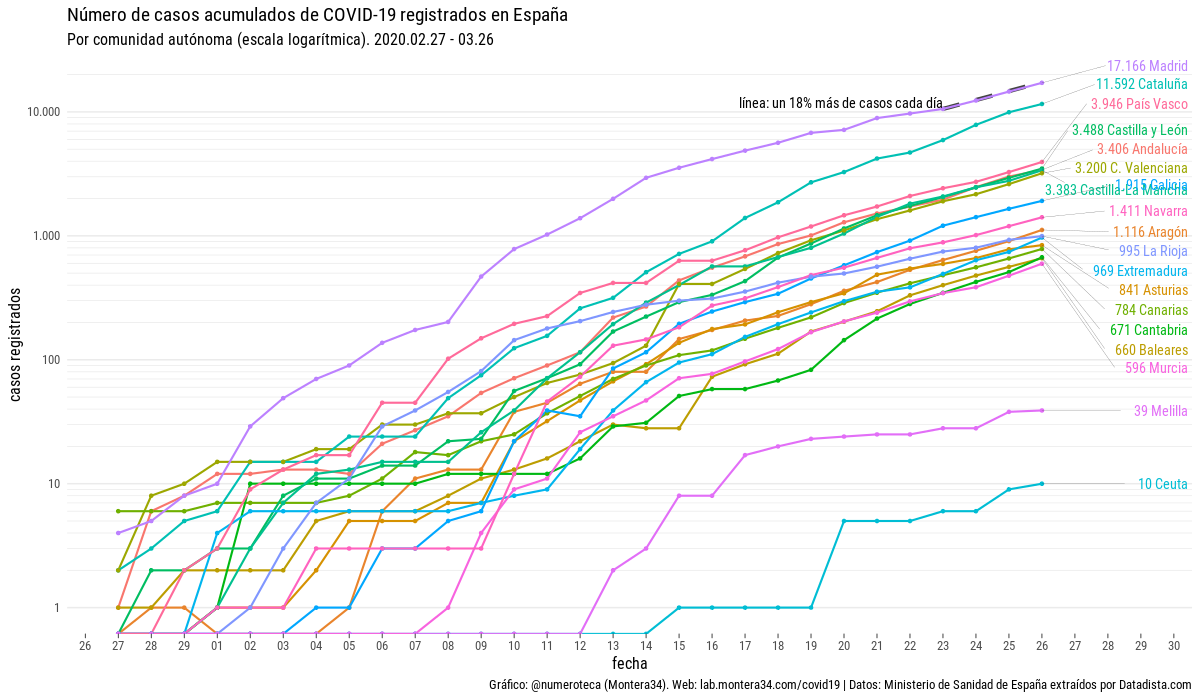 Número de casos acumulados de COVID-19 registrados en España
Por comunidad autónoma (escala logarítmica). 2020.02.27 - 03.26
17.166 Madrid
11.592 Cataluña
3.946 País Vasco
3.488 Castilla y León
3.406 Andalucía
3.200 C. Valenciana
1.915 Galicia
3.383 Castilla-La Mancha
1.411 Navarra
1.116 Aragón
995 La Rioja
969 Extremadura
841 Asturias
784 Canarias
671 Cantabria
660 Baleares
596 Murcia
39 Melilla
10 Ceuta
línea: un 18% más de casos cada día
10.000
1.000
100
10
1
casos registrados
26 27 28 29 01 02 03 04 05 06 07 08 09 10 11 12 13 14 15 16 17 18 19 20 21 22 23 24 25 26 27 28 29 30
fecha
Gráfico: @numeroteca (Montera34). Web: lab.montera34.com/covid19 | Datos: Ministerio de Sanidad de España extraídos por Datadista.com